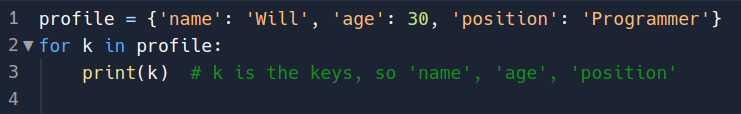 1 profile = {'name': 'Will', 'age': 30, 'position': 'Programmer'}
2 for k in profile:
3     print(k)  # k is the keys, so 'name', 'age', 'position'
4